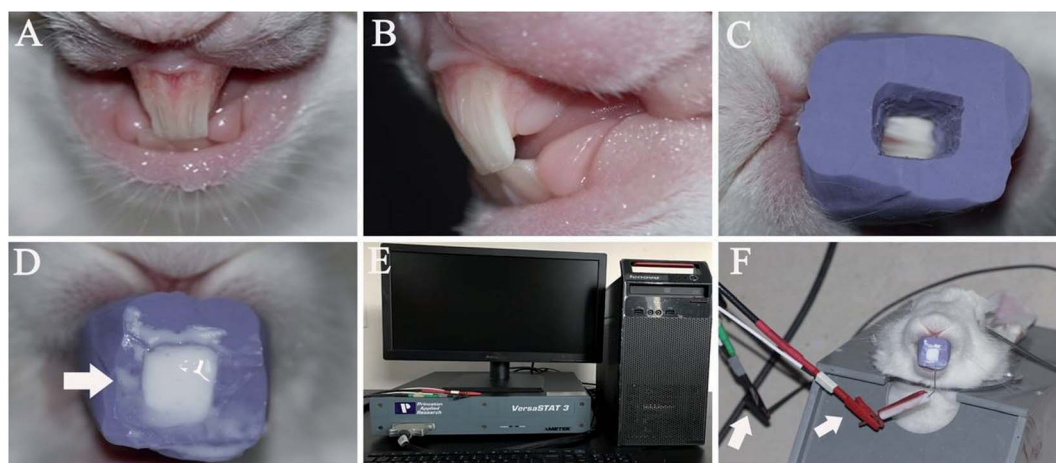 A
B
C
D
E
F
lenovo
Princeton
Applied
Research
VersaSTAT 3
AMETEK